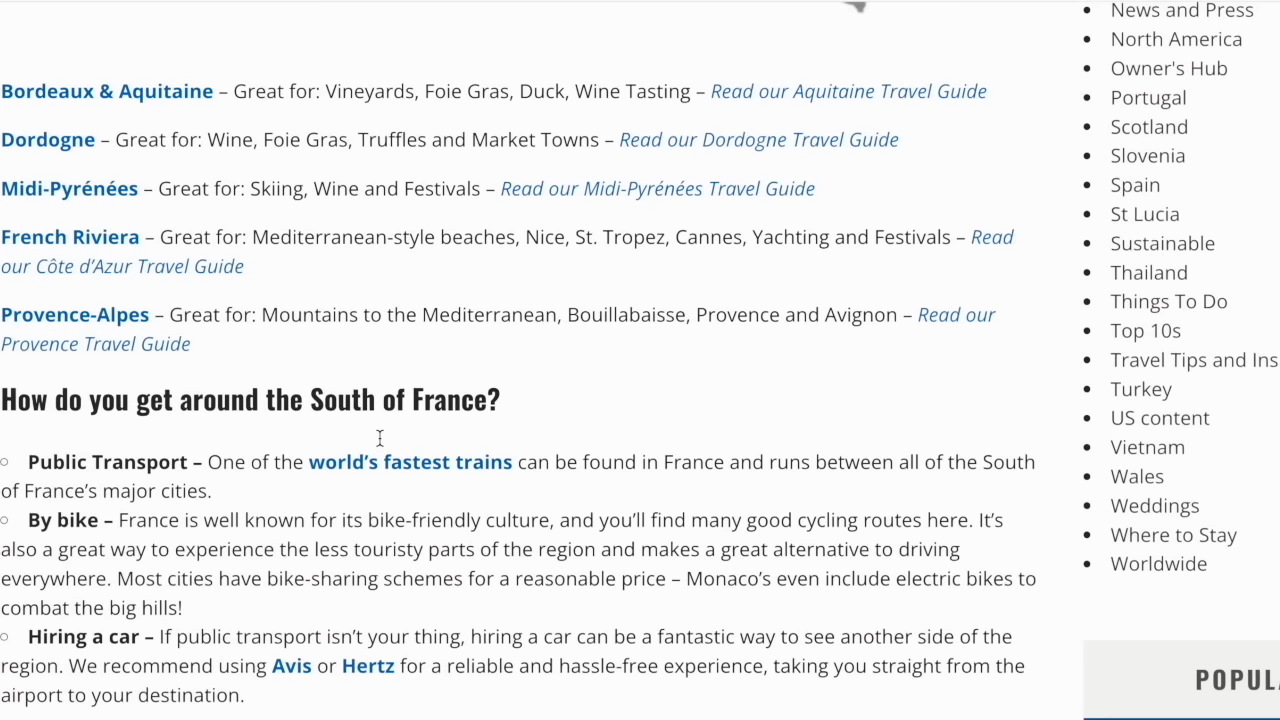 Bordeaux & Aquitaine – Great for: Vineyards, Foie Gras, Duck, Wine Tasting – Read our Aquitaine Travel Guide
Dordogne – Great for: Wine, Foie Gras, Truffles and Market Towns – Read our Dordogne Travel Guide
Midi-Pyrénées – Great for: Skiing, Wine and Festivals – Read our Midi-Pyrénées Travel Guide
French Riviera – Great for: Mediterranean-style beaches, Nice, St. Tropez, Cannes, Yachting and Festivals – Read
our Côte d’Azur Travel Guide
Provence-Alpes – Great for: Mountains to the Mediterranean, Bouillabaisse, Provence and Avignon – Read our
Provence Travel Guide
How do you get around the South of France?
Public Transport – One of the world’s fastest trains can be found in France and runs between all of the South
of France’s major cities.
By bike – France is well known for its bike-friendly culture, and you’ll find many good cycling routes here. It’s
also a great way to experience the less touristy parts of the region and makes a great alternative to driving
everywhere. Most cities have bike-sharing schemes for a reasonable price – Monaco’s even include electric bikes to
combat the big hills!
Hiring a car – If public transport isn’t your thing, hiring a car can be a fantastic way to see another side of the
region. We recommend using Avis or Hertz for a reliable and hassle-free experience, taking you straight from the
airport to your destination.
News and Press
North America
Owner's Hub
Portugal
Scotland
Slovenia
Spain
St Lucia
Sustainable
Thailand
Things To Do
Top 10s
Travel Tips and Ins
Turkey
US content
Vietnam
Wales
Weddings
Where to Stay
Worldwide